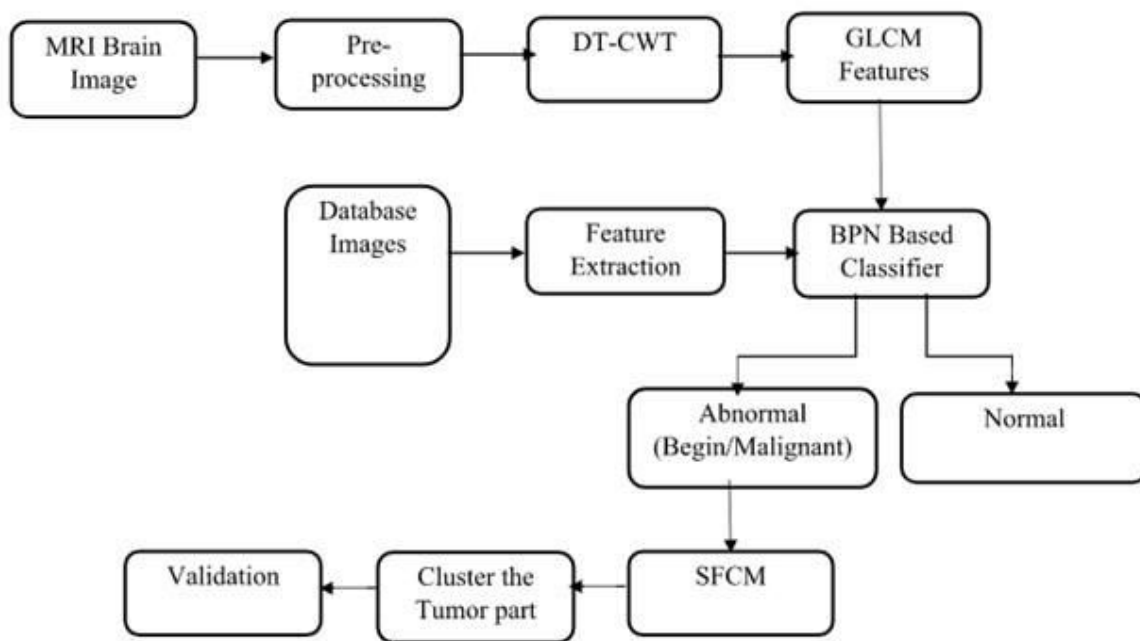 MRI Brain
Image
Pre-
processing
DT-CWT
GLCM
Features
Database
Images
Feature
Extraction
BPN Based
Classifier
Abnormal
(Begin/Malignant)
Normal
Validation
Cluster the
Tumor part
SFCM